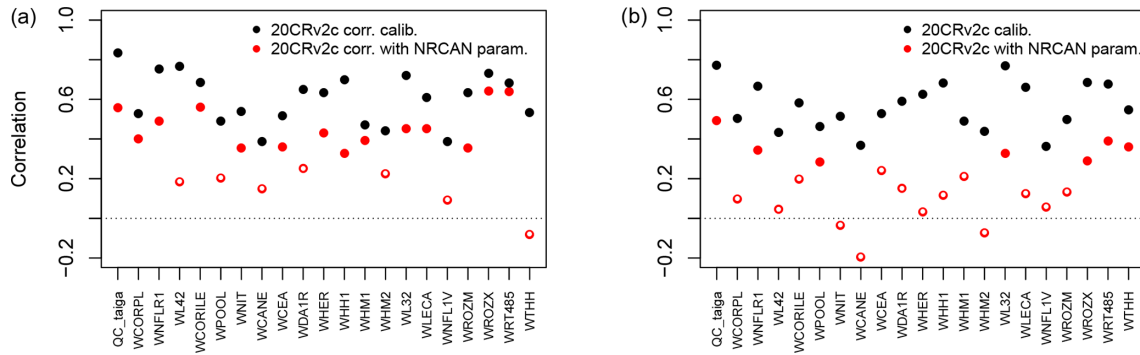 (a)
20CRv2c corr. calib.
20CRv2c corr. with NRCAN param.
Correlation
1.0
0.6
0.2
−0.2
QC_taiga
WCORPL
WNFLR1
WL42
WCORILE
WPOOL
WNIT
WCANE
WCEA
WDA1R
WHER
WHH1
WHM1
WHM2
WL32
WLECA
WNFL1V
WROZM
WROZX
WRT485
WTHH
(b)
20CRv2c calib.
20CRv2c with NRCAN param.
1.0
0.6
0.2
−0.2
QC_taiga
WCORPL
WNFLR1
WL42
WCORILE
WPOOL
WNIT
WCANE
WCEA
WDA1R
WHER
WHH1
WHM1
WHM2
WL32
WLECA
WNFL1V
WROZM
WROZX
WRT485
WTHH